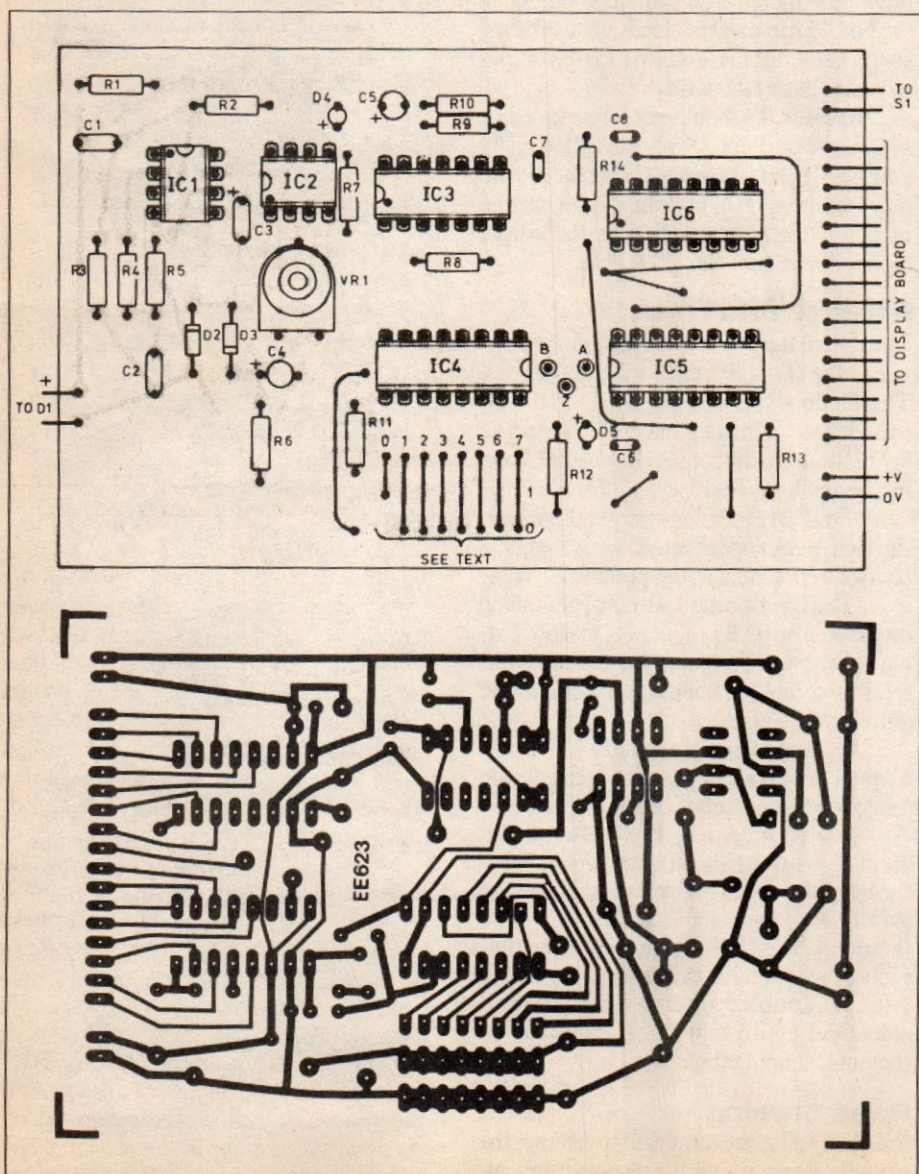 R1
R2
D4
+
C5
+
R10
R9
C8
TO
S1
C1
C7
R14
IC1
IC2
R7
IC3
IC6
+
C3
R3
R4
R5
R8
VR1
TO DISPLAY BOARD
D2
D3
C4
+
IC4
B
A
Z
IC5
C2
+
TO D1
R6
R11
D5
+
C6
R12
R13
0 1 2 3 4 5 6 7
1
0
+V
0V
SEE TEXT
EE623